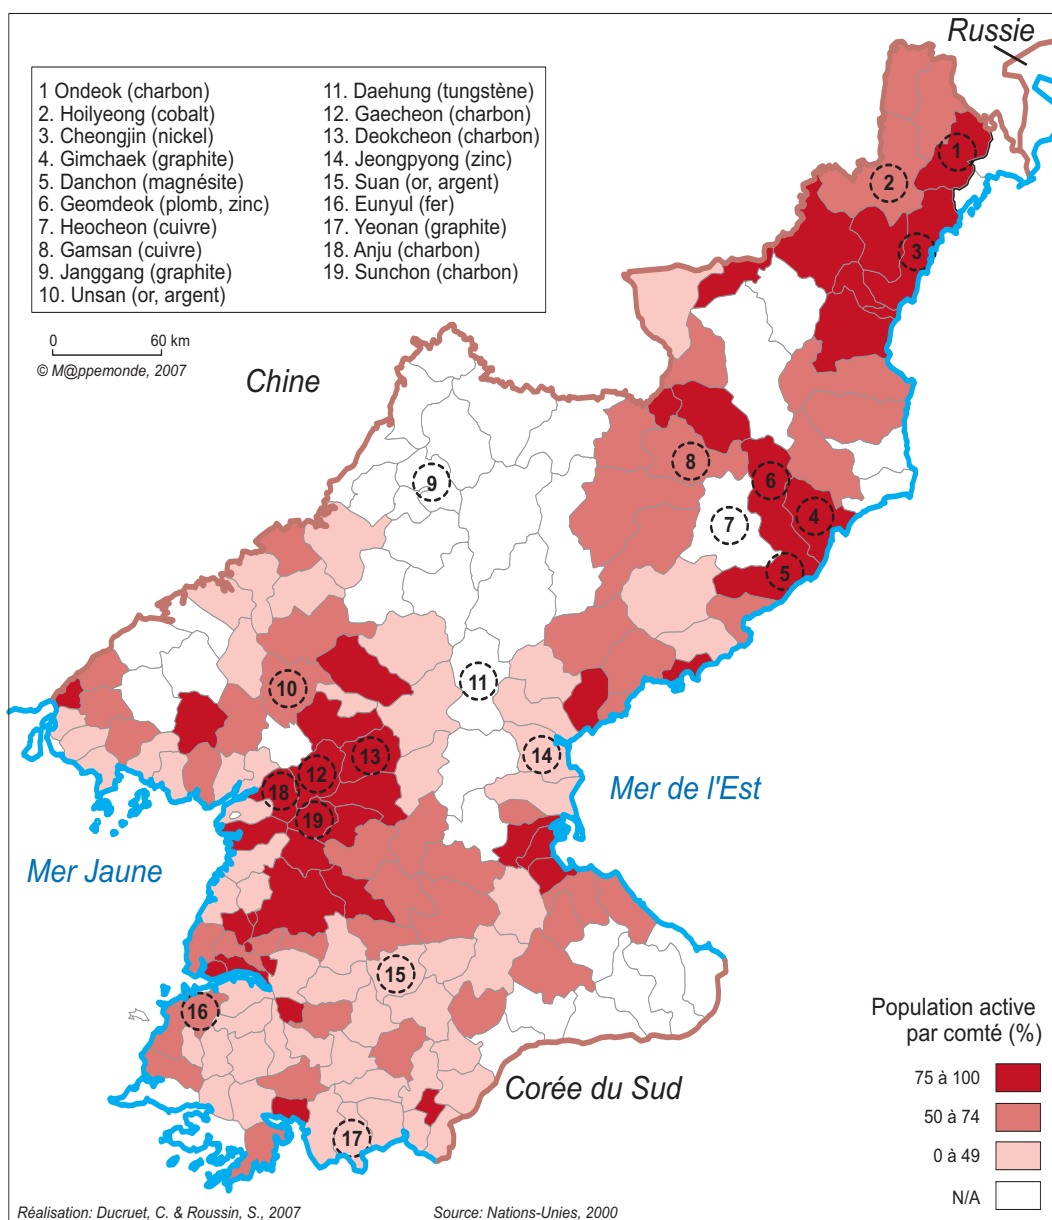 Russie
1 Ondeok (charbon)
2. Hoilyeong (cobalt)
3. Cheongjin (nickel)
4. Gimchaek (graphite)
5. Danchon (magnésite)
6. Geomdeok (plomb, zinc)
7. Heocheon (cuivre)
8. Gamsan (cuivre)
9. Janggang (graphite)
10. Unsan (or, argent)
11. Daehung (tungstène)
12. Gaecheon (charbon)
13. Deokcheon (charbon)
14. Jeongpyong (zinc)
15. Suan (or, argent)
16. Eunyul (fer)
17. Yeonan (graphite)
18. Anju (charbon)
19. Sunchon (charbon)
0 60 km
© M@ppemonde, 2007
Chine
1
2
3
8
6
9
4
7
5
11
10
14
13
12
18
19
Mer de l'Est
Mer Jaune
15
16
17
Corée du Sud
Population active
par comté (%)
75 à 100
50 à 74
0 à 49
N/A
Réalisation: Ducruet, C. & Roussin, S., 2007
Source: Nations-Unies, 2000